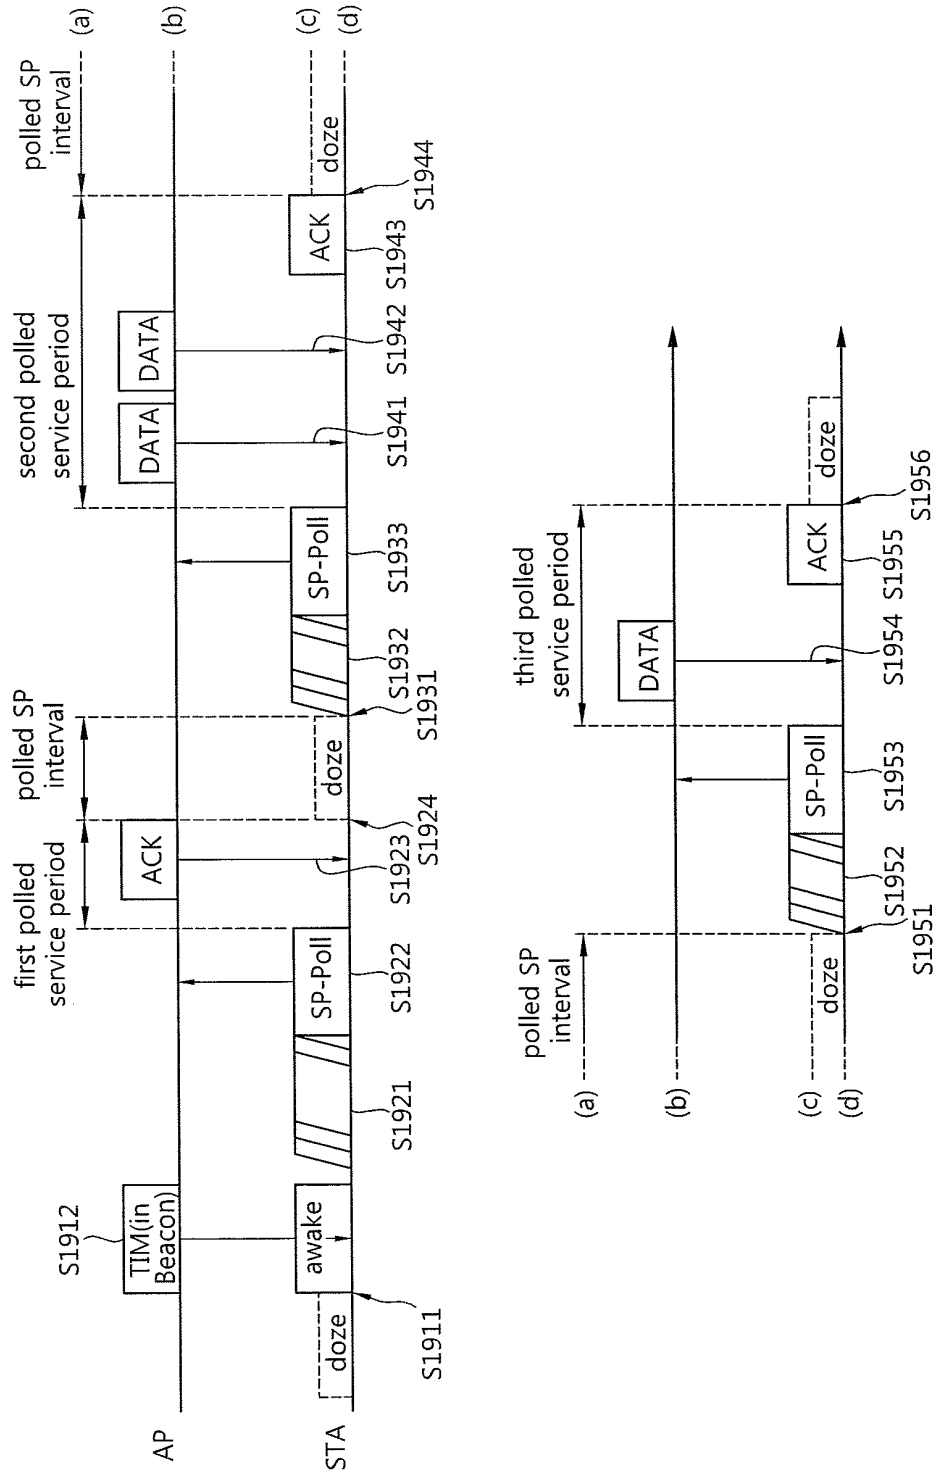 first polled
service period
polled SP
interval
second polled
service period
polled SP
interval
(a)
S1912
TIM(in
Beacon)
ACK
DATA
DATA
AP
(b)
doze
awake
SP-Poll
doze
SP-Poll
ACK
doze
(c)
STA
(d)
S1911
S1921
S1922
S1923
S1924
S1931
S1932
S1933
S1941
S1942
S1943
S1944
polled SP
interval
third polled
service period
(a)
DATA
(b)
(c)
doze
SP-Poll
ACK
doze
(d)
S1951
S1952
S1953
S1954
S1955
S1956